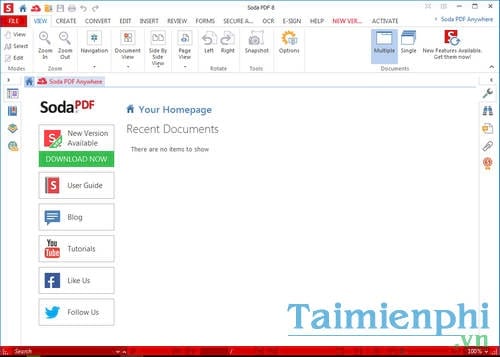 Soda PDF 8
FILE VIEW CREATE CONVERT EDIT INSERT REVIEW FORMS SECURE A... OCR E-SIGN HELP NEW VER... ACTIVATE
Soda PDF Anywhere
View
Select
Edit
Modes
Zoom In
Zoom Out
Zoom
Navigation
Document View
Side By Side View
Page View
Left
Right
Rotate
Snapshot
Tools
Options
Multiple
Single
New Features Available. Get them now!
Documents
Soda PDF Anywhere
SodaPDF
Your Homepage
Recent Documents
There are no items to show
New Version Available
DOWNLOAD NOW
User Guide
Blog
You Tube
Tutorials
Like Us
Follow Us
Taimienphi
.vn
Search
100%